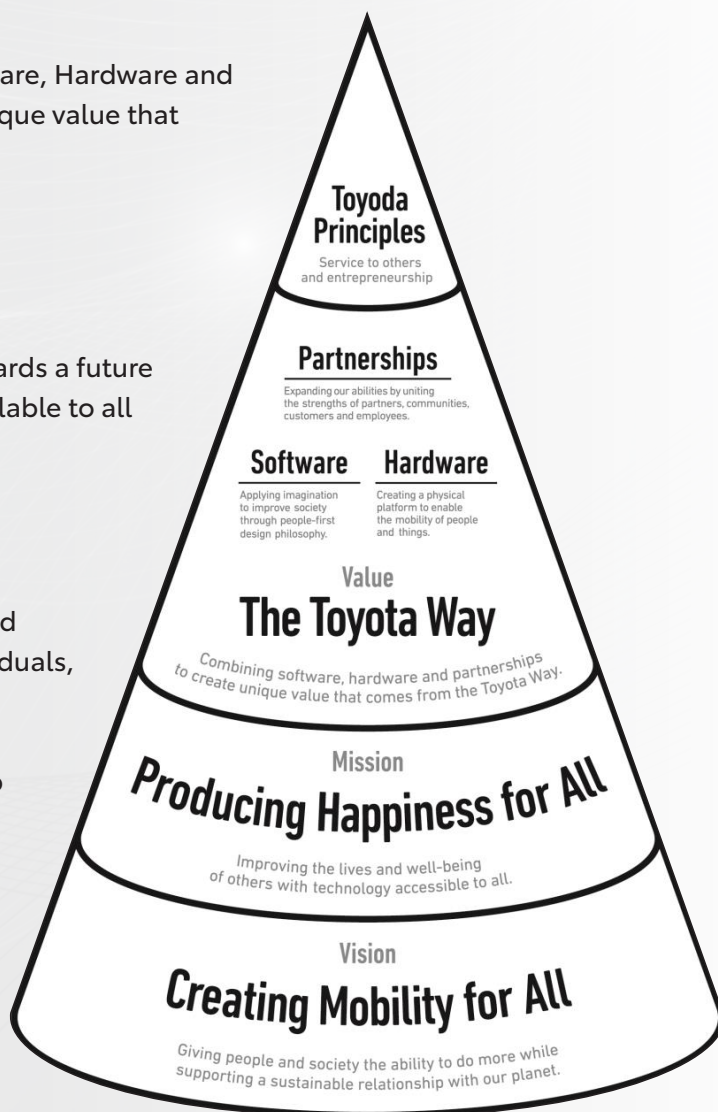 are, Hardware and
que value that
ards a future
lable to all
d
duals,
Toyoda
Principles
Service to others
and entrepreneurship
Partnerships
Expanding our abilities by uniting
the strengths of partners, communities,
customers and employees.
Software
Applying imagination
to improve society
through people-first
design philosophy.
Hardware
Creating a physical
platform to enable
the mobility of people
and things.
Value
The Toyota Way
Combining software, hardware and partnerships
to create unique value that comes from the Toyota Way.
Mission
Producing Happiness for All
Improving the lives and well-being
of others with technology accessible to all.
Vision
Creating Mobility for All
Giving people and society the ability to do more while
supporting a sustainable relationship with our planet.